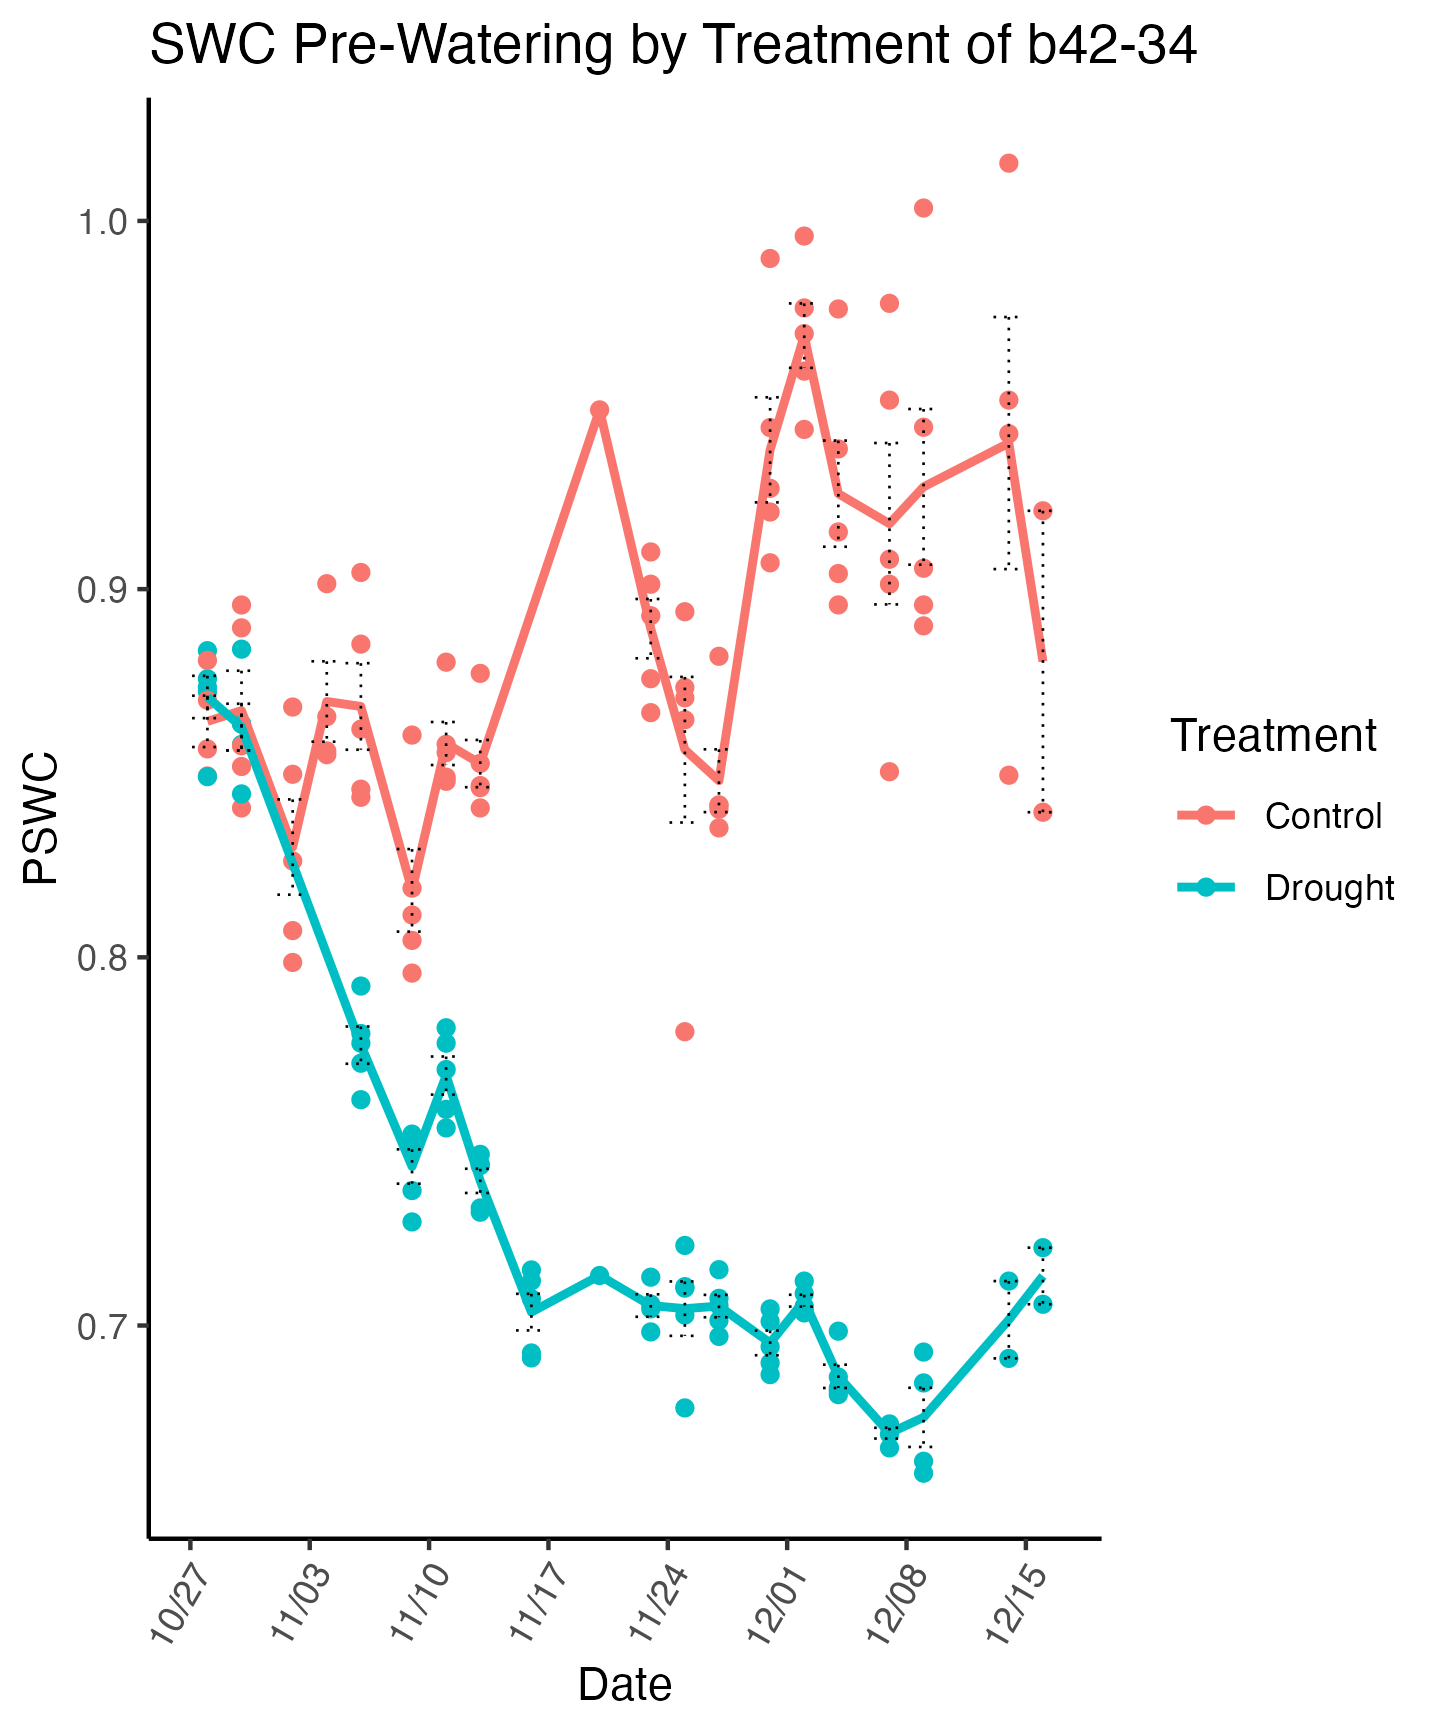 SWC Pre-Watering by Treatment of b42-34
PSWC
1.0
0.9
0.8
0.7
10/27
11/03
11/10
11/17
11/24
12/01
12/08
12/15
Date
Treatment
Control
Drought